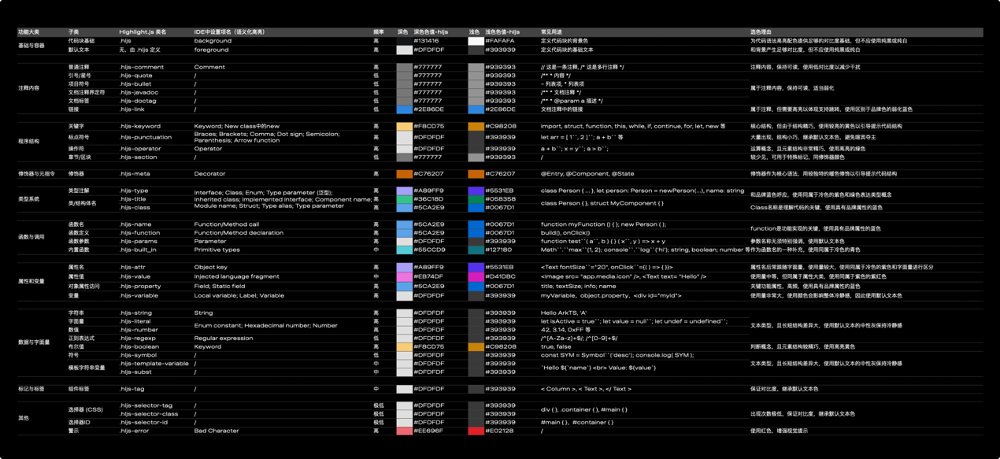 功能大类 子类 Highlight.js 类名 IDE中设置项名（语义化高亮） 频率 深色 深色色值-hljs 浅色 浅色色值-hljs 常见用途 选色理由
基础与容器 代码块基础 .hljs background 高 #131416 #FAFAFA 定义代码块的背景色 为代码语法高亮配色提供足够的对比度基础，但不应使用纯黑或纯白
默认文本 无，由 .hljs 定义 foreground 高 #DFDFDF #393939 定义代码块的基础文本 和背景产生足够对比度，但不应使用纯黑或纯白
注释内容 普通注释 .hljs-comment Comment 高 #777777 #939393 // 这是一条注释, /* 这是多行注释 */ 注释内容，保持可读，使用低对比度以减少干扰
引号/星号 .hljs-quote / 低 #777777 #939393 /** * 内容 */ 属于注释内容，保持可读，适当弱化
项目符号 .hljs-bullet / 低 #777777 #939393 - 列表项, * 列表项
文档注释界定符 .hljs-javadoc / 低 #777777 #939393 /** * 文档注释 */
文档标签 .hljs-doctag / 低 #777777 #939393 /** * @param a 描述 */
链接 .hljs-link / 低 #2E86DE #2E86DE 文档注释中的链接 属于注释，但需要高亮以体现支持跳转，使用区别于品牌色的弱化蓝色
程序结构 关键字 .hljs-keyword Keyword; New class中的new 高 #F8CD75 #C98208 import, struct, function, this, while, if, continue, for, let, new 等 核心结构，但由于结构精巧，使用较亮的黄色以引导提示代码结构
标点符号 .hljs-punctuation Braces; Brackets; Comma; Dot sign; Semicolon; Parenthesis; Arrow function 高 #DFDFDF #393939 let arr = [ 1``, 2 ]``; a + b`` 等 大量出现，结构小巧，继承默认文本色，避免喧宾夺主
操作符 .hljs-operator Operator 高 #DFDFDF #393939 a + b``; x = y``; a > b``; 运算概念，且元素结构非常精巧，使用高亮的绿色
章节/区块 .hljs-section / 低 #777777 #939393 / 较少见，可用于特殊标记，同修饰器颜色
修饰器与元指令 修饰器 .hljs-meta Decorator 高 #C76207 #C76207 @Entry, @Component, @State 修饰器作为核心语法，用较独特的暖色修饰以引导提示代码结构
类型系统 类型注解 .hljs-type Interface; Class; Enum; Type parameter (泛型); Inherited class; Implemented interface; Component name; Module name; Struct; Type alias; Type parameter 高 #A89FF9 #5531EB class Person { ... }, let person: Person = newPerson(...), name: string 和品牌蓝色呼应，使用同属于冷色的紫色和绿色表达类型概念
类/结构体名 .hljs-title 高 #36C18D #058358 class Person { }, struct MyComponent { }
.hljs-class 高 #5CA2E9 #0067D1 Class名称是理解代码的关键，使用具有品牌属性的蓝色
函数与调用 函数名 .hljs-name Function/Method call 高 #5CA2E9 #0067D1 function myFunction () { }; new Person ( ); function是功能实现的关键，使用具有品牌属性的蓝色
函数定义 .hljs-function Function/Method declaration 高 #5CA2E9 #0067D1 build(), onClick()
函数参数 .hljs-params Parameter 高 #DFDFDF #393939 function test``( a``, b ) { } ( x``, y ) => x + y 参数名称无须特别强调，使用默认文本色
内置函数 .hljs-built_in Primitive types 中 #55CCD9 #127180 Math``.``max``(1, 2); console``.``log``('hi'); string, boolean; number 等 作为函数名的一种补充，使用同属于冷色的青色
属性和变量 属性名 .hljs-attr Object key 高 #A89FF9 #5531EB <Text fontSize``="20", onClick``={( ) => { }}> 属性名后常跟随字面量，使用量较大，使用同属于冷色的紫色和字面量进行区分
属性值 .hljs-value Injected language fragment 中 #EB74DF #D41DBC <Image src= "app.media.icon" />, <Text text= "Hello" /> 使用量中等，但同属于属性大类，使用同属于紫色的紫红色
对象属性访问 .hljs-property Field; Static field 高 #5CA2E9 #0067D1 title; textSize; info; name; 关键功能属性，高频，使用具有品牌属性的蓝色
变量 .hljs-variable Local variable; Label; Variable 高 #DFDFDF #393939 myVariable, object.property, <div id="myId"> 使用量非常大，使用颜色会影响整体冷静感，因此使用默认文本色
数据与字面量 字符串 .hljs-string String 高 #DFDFDF #393939 Hello ArkTS, 'A' 文本类型，且长短结构差异大，使用默认文本的中性灰保持冷静感
字面量 .hljs-literal Enum constant; Hexadecimal number; Number 高 #DFDFDF #393939 let isActive = true``; let value = null``; let undef = undefined``;
数值 .hljs-number 高 #DFDFDF #393939 42, 3.14, 0xFF 等
正则表达式 .hljs-regexp Regular expression 低 #DFDFDF #393939 /^[A-Za-z]+$/; /^[0-9]+$/
布尔值 .hljs-boolean Keyword 高 #F8CD75 #C98208 true, false 判断概念，且元素结构较精巧，使用高亮黄色
符号 .hljs-symbol / 低 #DFDFDF #393939 const SYM = Symbol``('desc'); console.log( SYM ); 文本类型，且长短结构差异大，使用默认文本的中性灰保持冷静感
模板字符串变量 .hljs-template-variable / 中 #DFDFDF #393939 `Hello ${`name`} <br> Value: ${`value`}
.hljs-subst / 中 #DFDFDF #393939
标记与标签 组件标签 .hljs-tag / 中 #DFDFDF #393939 < Column >, < Text >, </ Text > 保证对比度，继承默认文本色
其他 选择器 (CSS) .hljs-selector-tag / 极低 #DFDFDF #393939 div { }, .container { }, #main { } 出现次数极低，保证对比度，继承默认文本色
.hljs-selector-class / 极低 #DFDFDF #393939
选择器ID .hljs-selector-id / 极低 #DFDFDF #393939 #main { }, #container { }
警示 .hljs-error Bad Character 高 #EE696F #E02128 / 使用红色，增强视觉提示